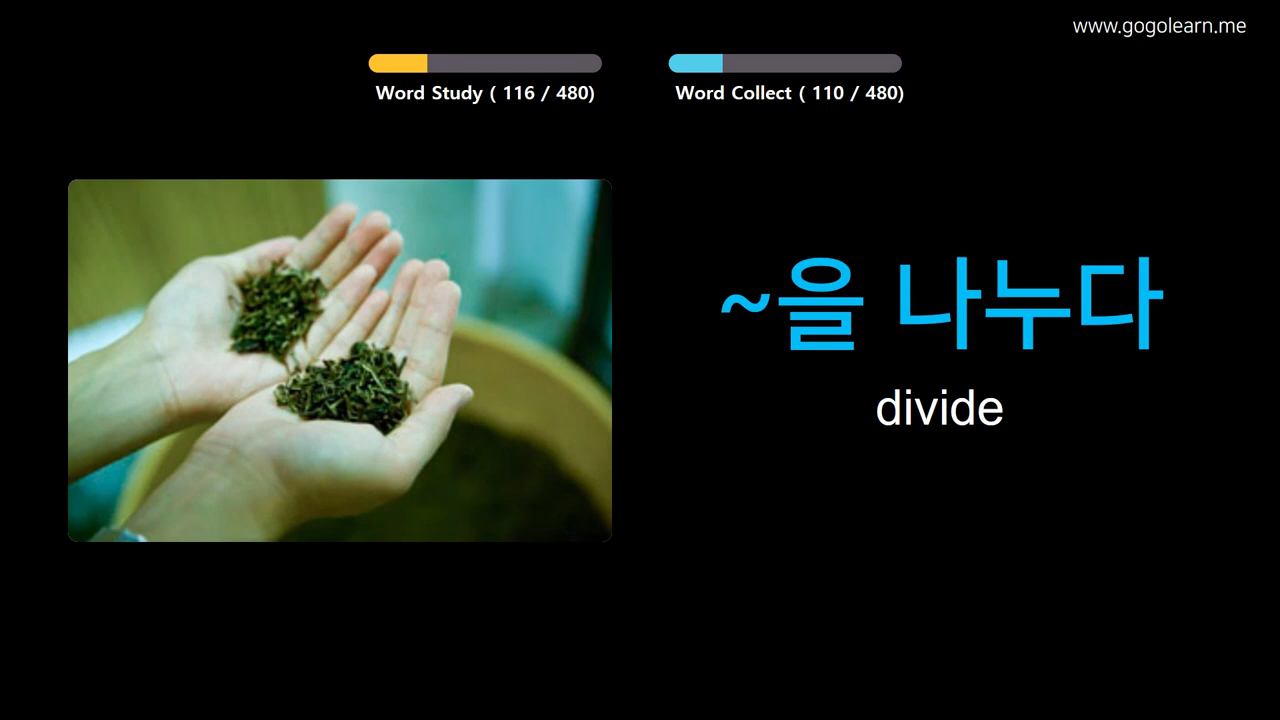 www.gogolearn.me
Word Study ( 116 / 480)
Word Collect ( 110 / 480)
~을 나누다
divide